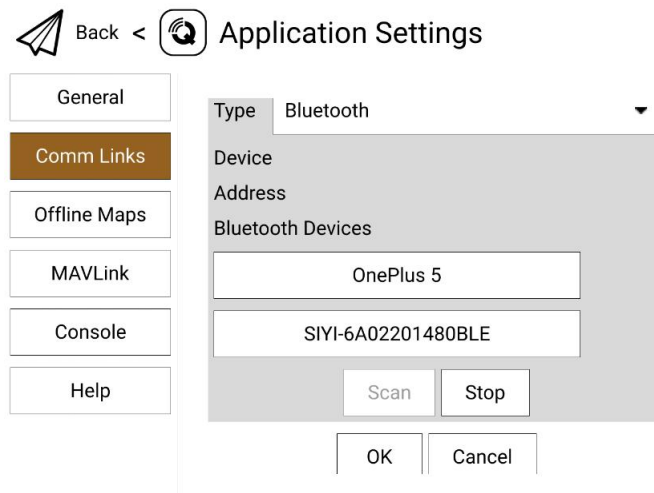 Back < Application Settings
General
Comm Links
Offline Maps
MAVLink
Console
Help
Type Bluetooth
Device
Address
Bluetooth Devices
OnePlus 5
SIYI-6A02201480BLE
Scan Stop
OK Cancel